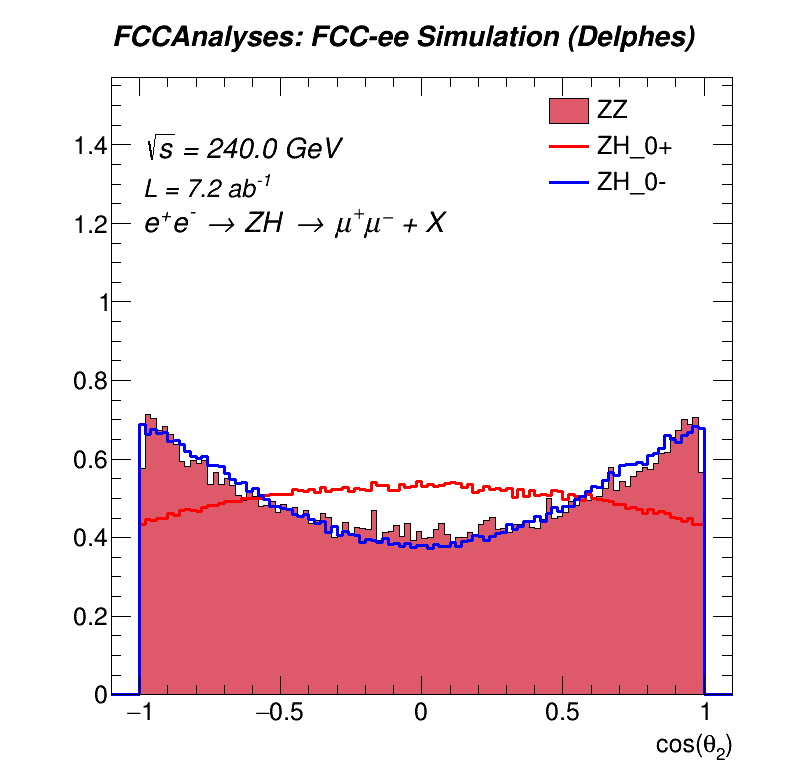 FCCAnalyses: FCC-ee Simulation (Delphes)
√s = 240.0 GeV
L = 7.2 ab⁻¹
e⁺e⁻ → ZH → μ⁺μ⁻ + X
ZZ
ZH_0+
ZH_0-
1.4
1.2
1
0.8
0.6
0.4
0.2
0
−1 −0.5 0 0.5 1
cos(θ₂)